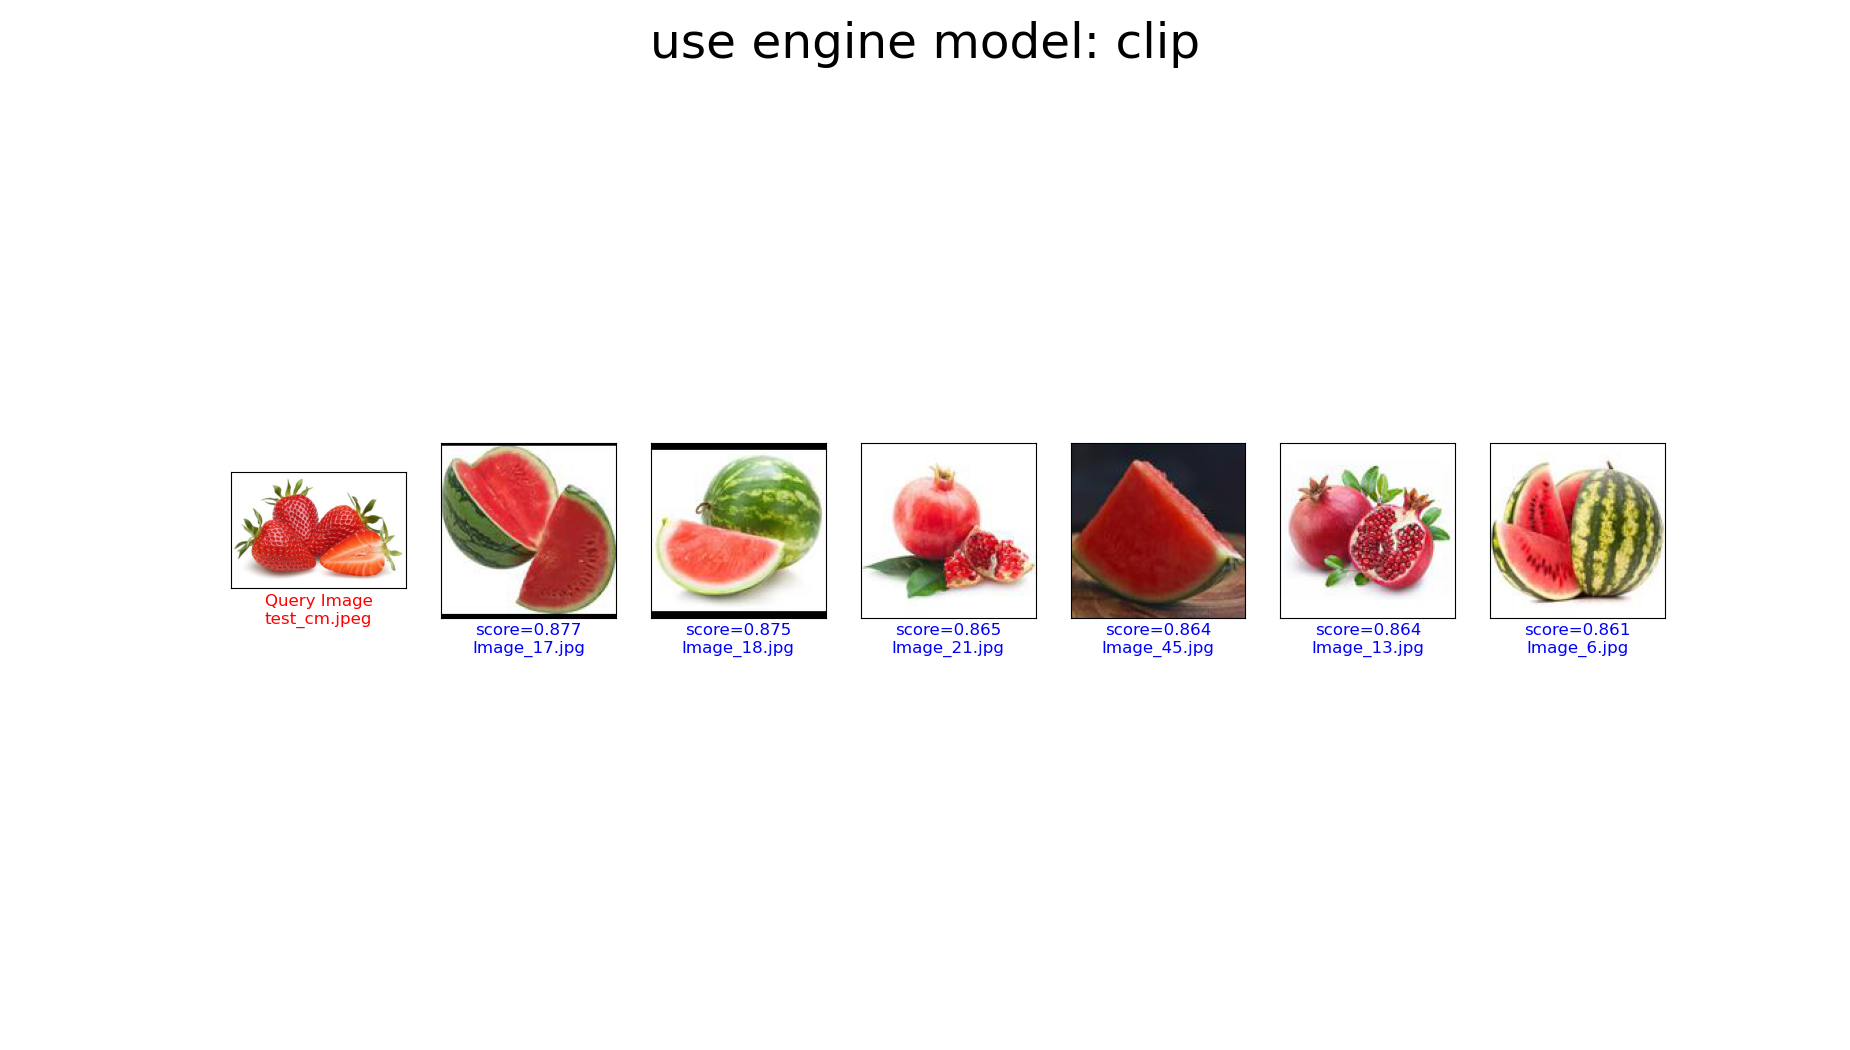 use engine model: clip
Query Image
test_cm.jpeg
score=0.877
Image_17.jpg
score=0.875
Image_18.jpg
score=0.865
Image_21.jpg
score=0.864
Image_45.jpg
score=0.864
Image_13.jpg
score=0.861
Image_6.jpg